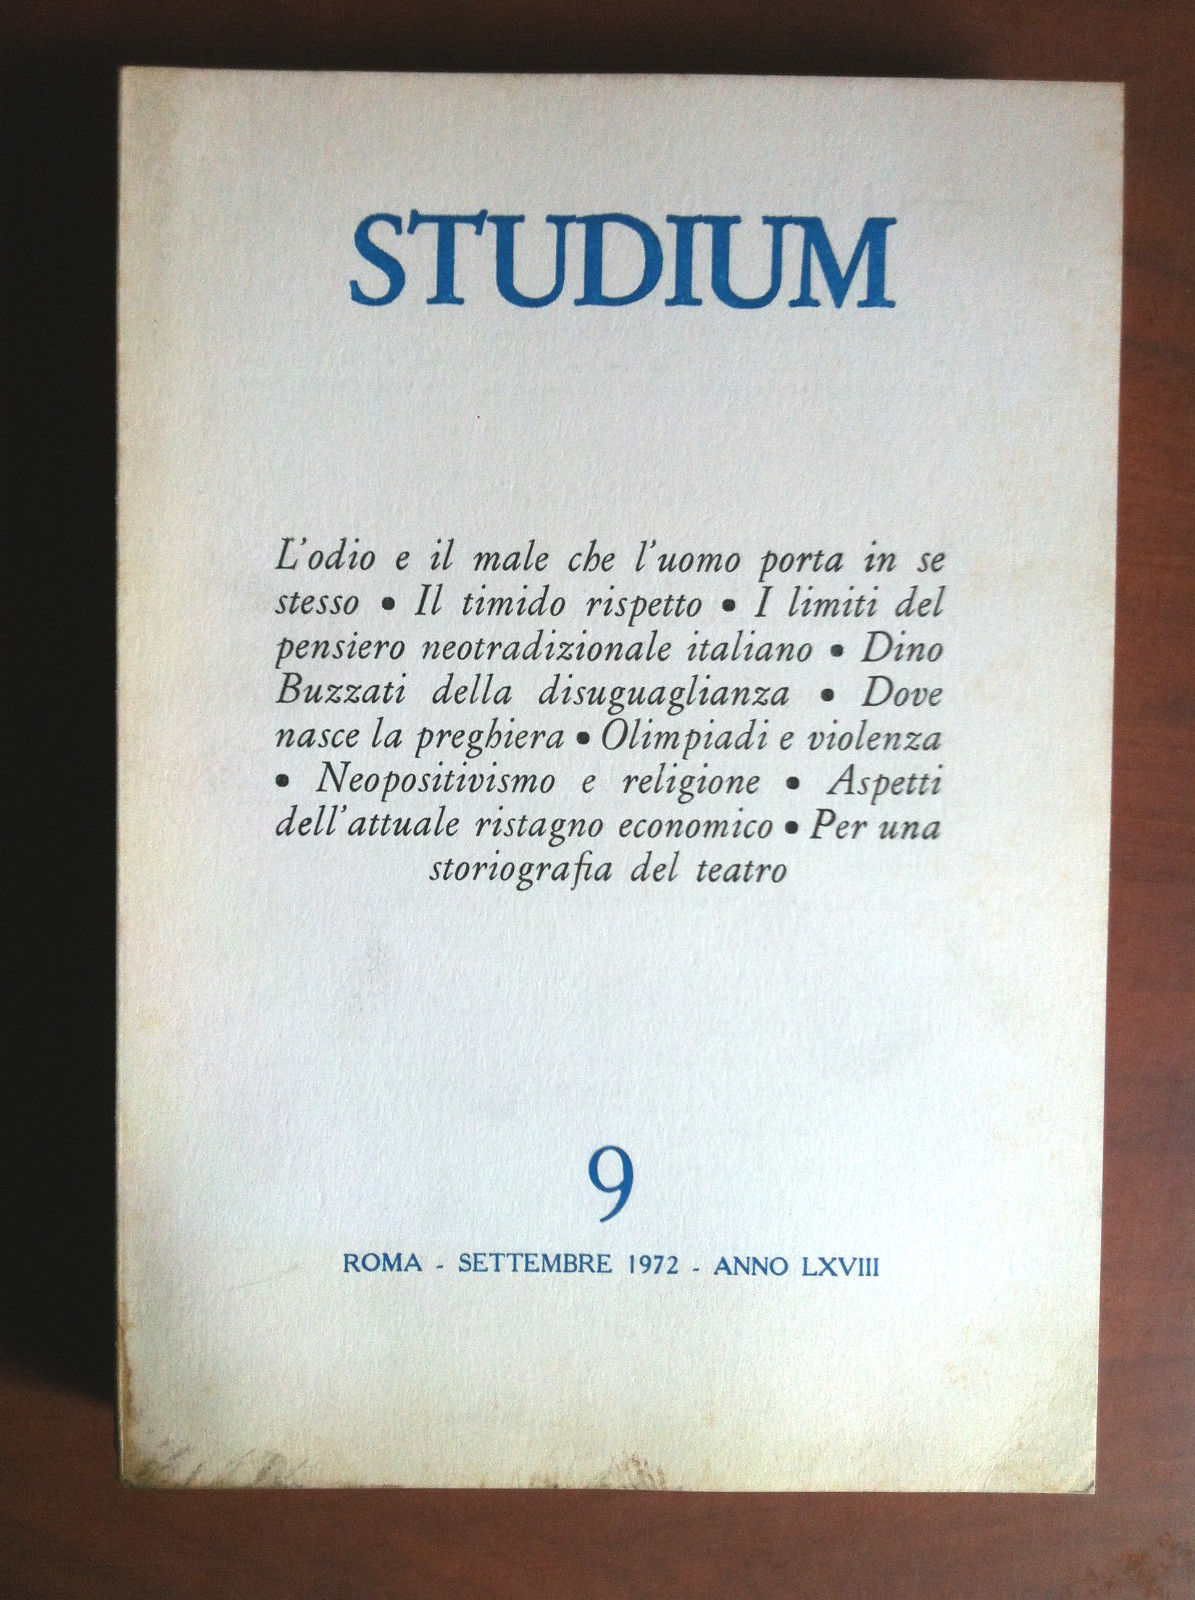 STUDIUM
L'odio e il male che l'uomo porta in se
stesso • Il timido rispetto • I limiti del
pensiero neotradizionale italiano • Dino
Buzzati della disuguaglianza • Dove
nasce la preghiera • Olimpiadi e violenza
• Neopositivismo e religione • Aspetti
dell'attuale ristagno economico • Per una
storiografia del teatro
9
ROMA - SETTEMBRE 1972 - ANNO LXVIII